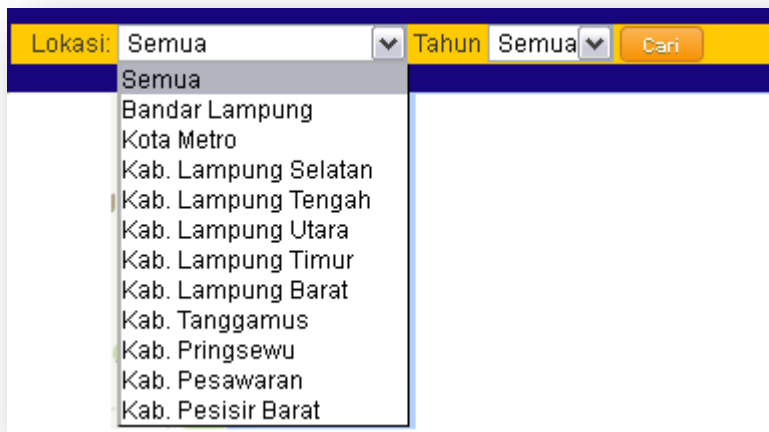 Lokasi: Semua Tahun Semua Cari
Semua
Bandar Lampung
Kota Metro
Kab. Lampung Selatan
Kab. Lampung Tengah
Kab. Lampung Utara
Kab. Lampung Timur
Kab. Lampung Barat
Kab. Tanggamus
Kab. Pringsewu
Kab. Pesawaran
Kab. Pesisir Barat